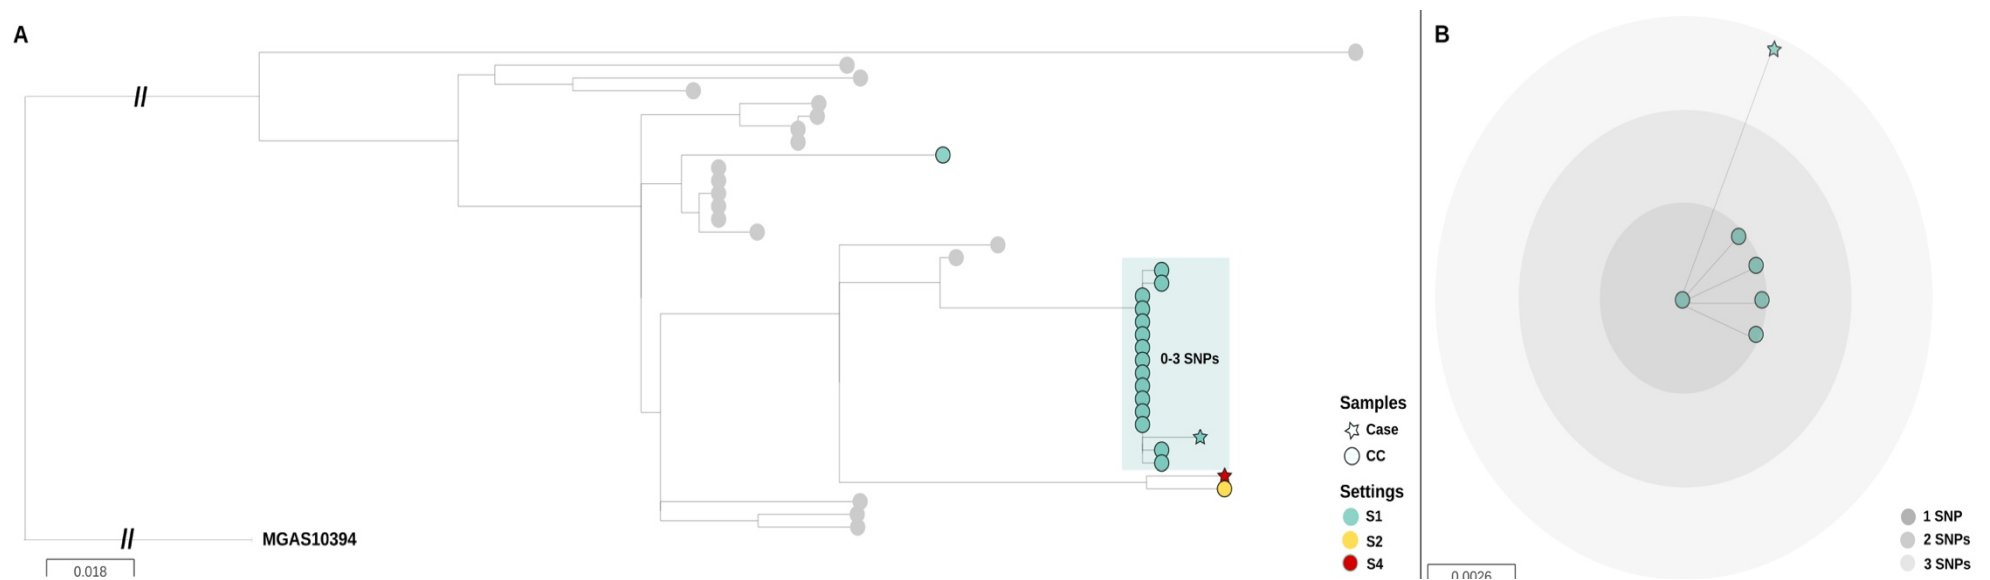 A
0-3 SNPs
MGAS10394
0.018
Samples
Case
CC
Settings
S1
S2
S4
B
1 SNP
2 SNPs
3 SNPs
0.0026